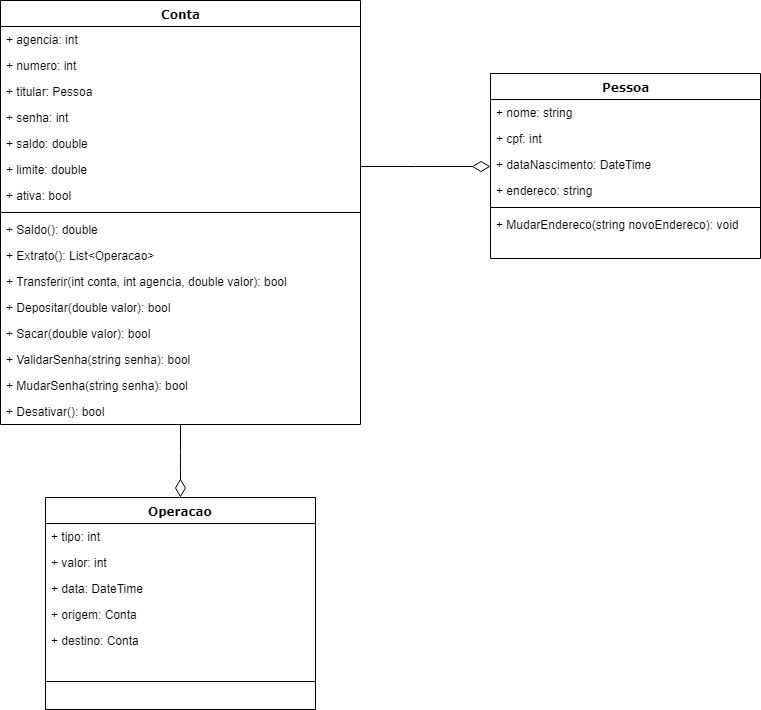 Conta
+ agencia: int
+ numero: int
+ titular: Pessoa
+ senha: int
+ saldo: double
+ limite: double
+ ativa: bool
+ Saldo(): double
+ Extrato(): List<Operacao>
+ Transferir(int conta, int agencia, double valor): bool
+ Depositar(double valor): bool
+ Sacar(double valor): bool
+ ValidarSenha(string senha): bool
+ MudarSenha(string senha): bool
+ Desativar(): bool
Pessoa
+ nome: string
+ cpf: int
+ dataNascimento: DateTime
+ endereco: string
+ MudarEndereco(string novoEndereco): void
Operacao
+ tipo: int
+ valor: int
+ data: DateTime
+ origem: Conta
+ destino: Conta